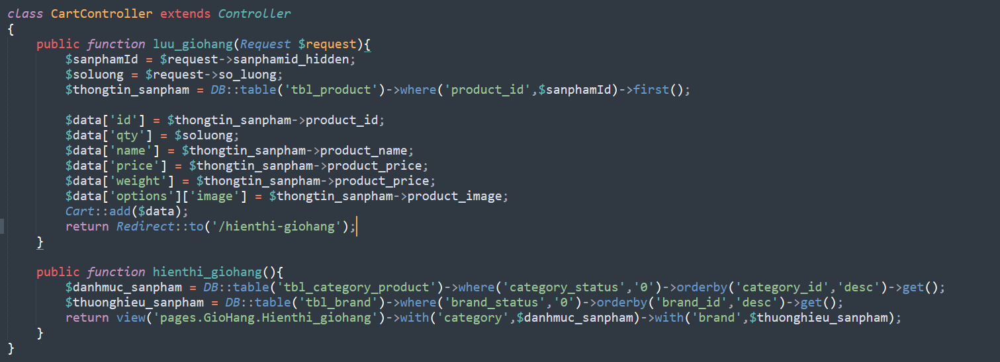 class CartController extends Controller
{
    public function luu_giohang(Request $request){
        $sanphamId = $request->sanphamid_hidden;
        $soluong = $request->so_luong;
        $thongtin_sanpham = DB::table('tbl_product')->where('product_id',$sanphamId)->first();

        $data['id'] = $thongtin_sanpham->product_id;
        $data['qty'] = $soluong;
        $data['name'] = $thongtin_sanpham->product_name;
        $data['price'] = $thongtin_sanpham->product_price;
        $data['weight'] = $thongtin_sanpham->product_price;
        $data['options']['image'] = $thongtin_sanpham->product_image;
        Cart::add($data);
        return Redirect::to('/hienthi-giohang');
    }

    public function hienthi_giohang(){
        $danhmuc_sanpham = DB::table('tbl_category_product')->where('category_status','0')->orderby('category_id','desc')->get();
        $thuonghieu_sanpham = DB::table('tbl_brand')->where('brand_status','0')->orderby('brand_id','desc')->get();
        return view('pages.GioHang.Hienthi_giohang')->with('category',$danhmuc_sanpham)->with('brand',$thuonghieu_sanpham);
    }
}